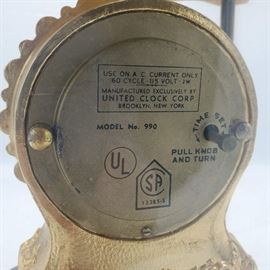 USE ON A.C. CURRENT ONLY
60 CYCLE - 115 VOLT - 2W
MANUFACTURED EXCLUSIVELY BY
UNITED CLOCK CORP.
BROOKLYN, NEW YORK
MODEL No. 990
TIME SET
PULL KNOB
AND TURN
UL
SA